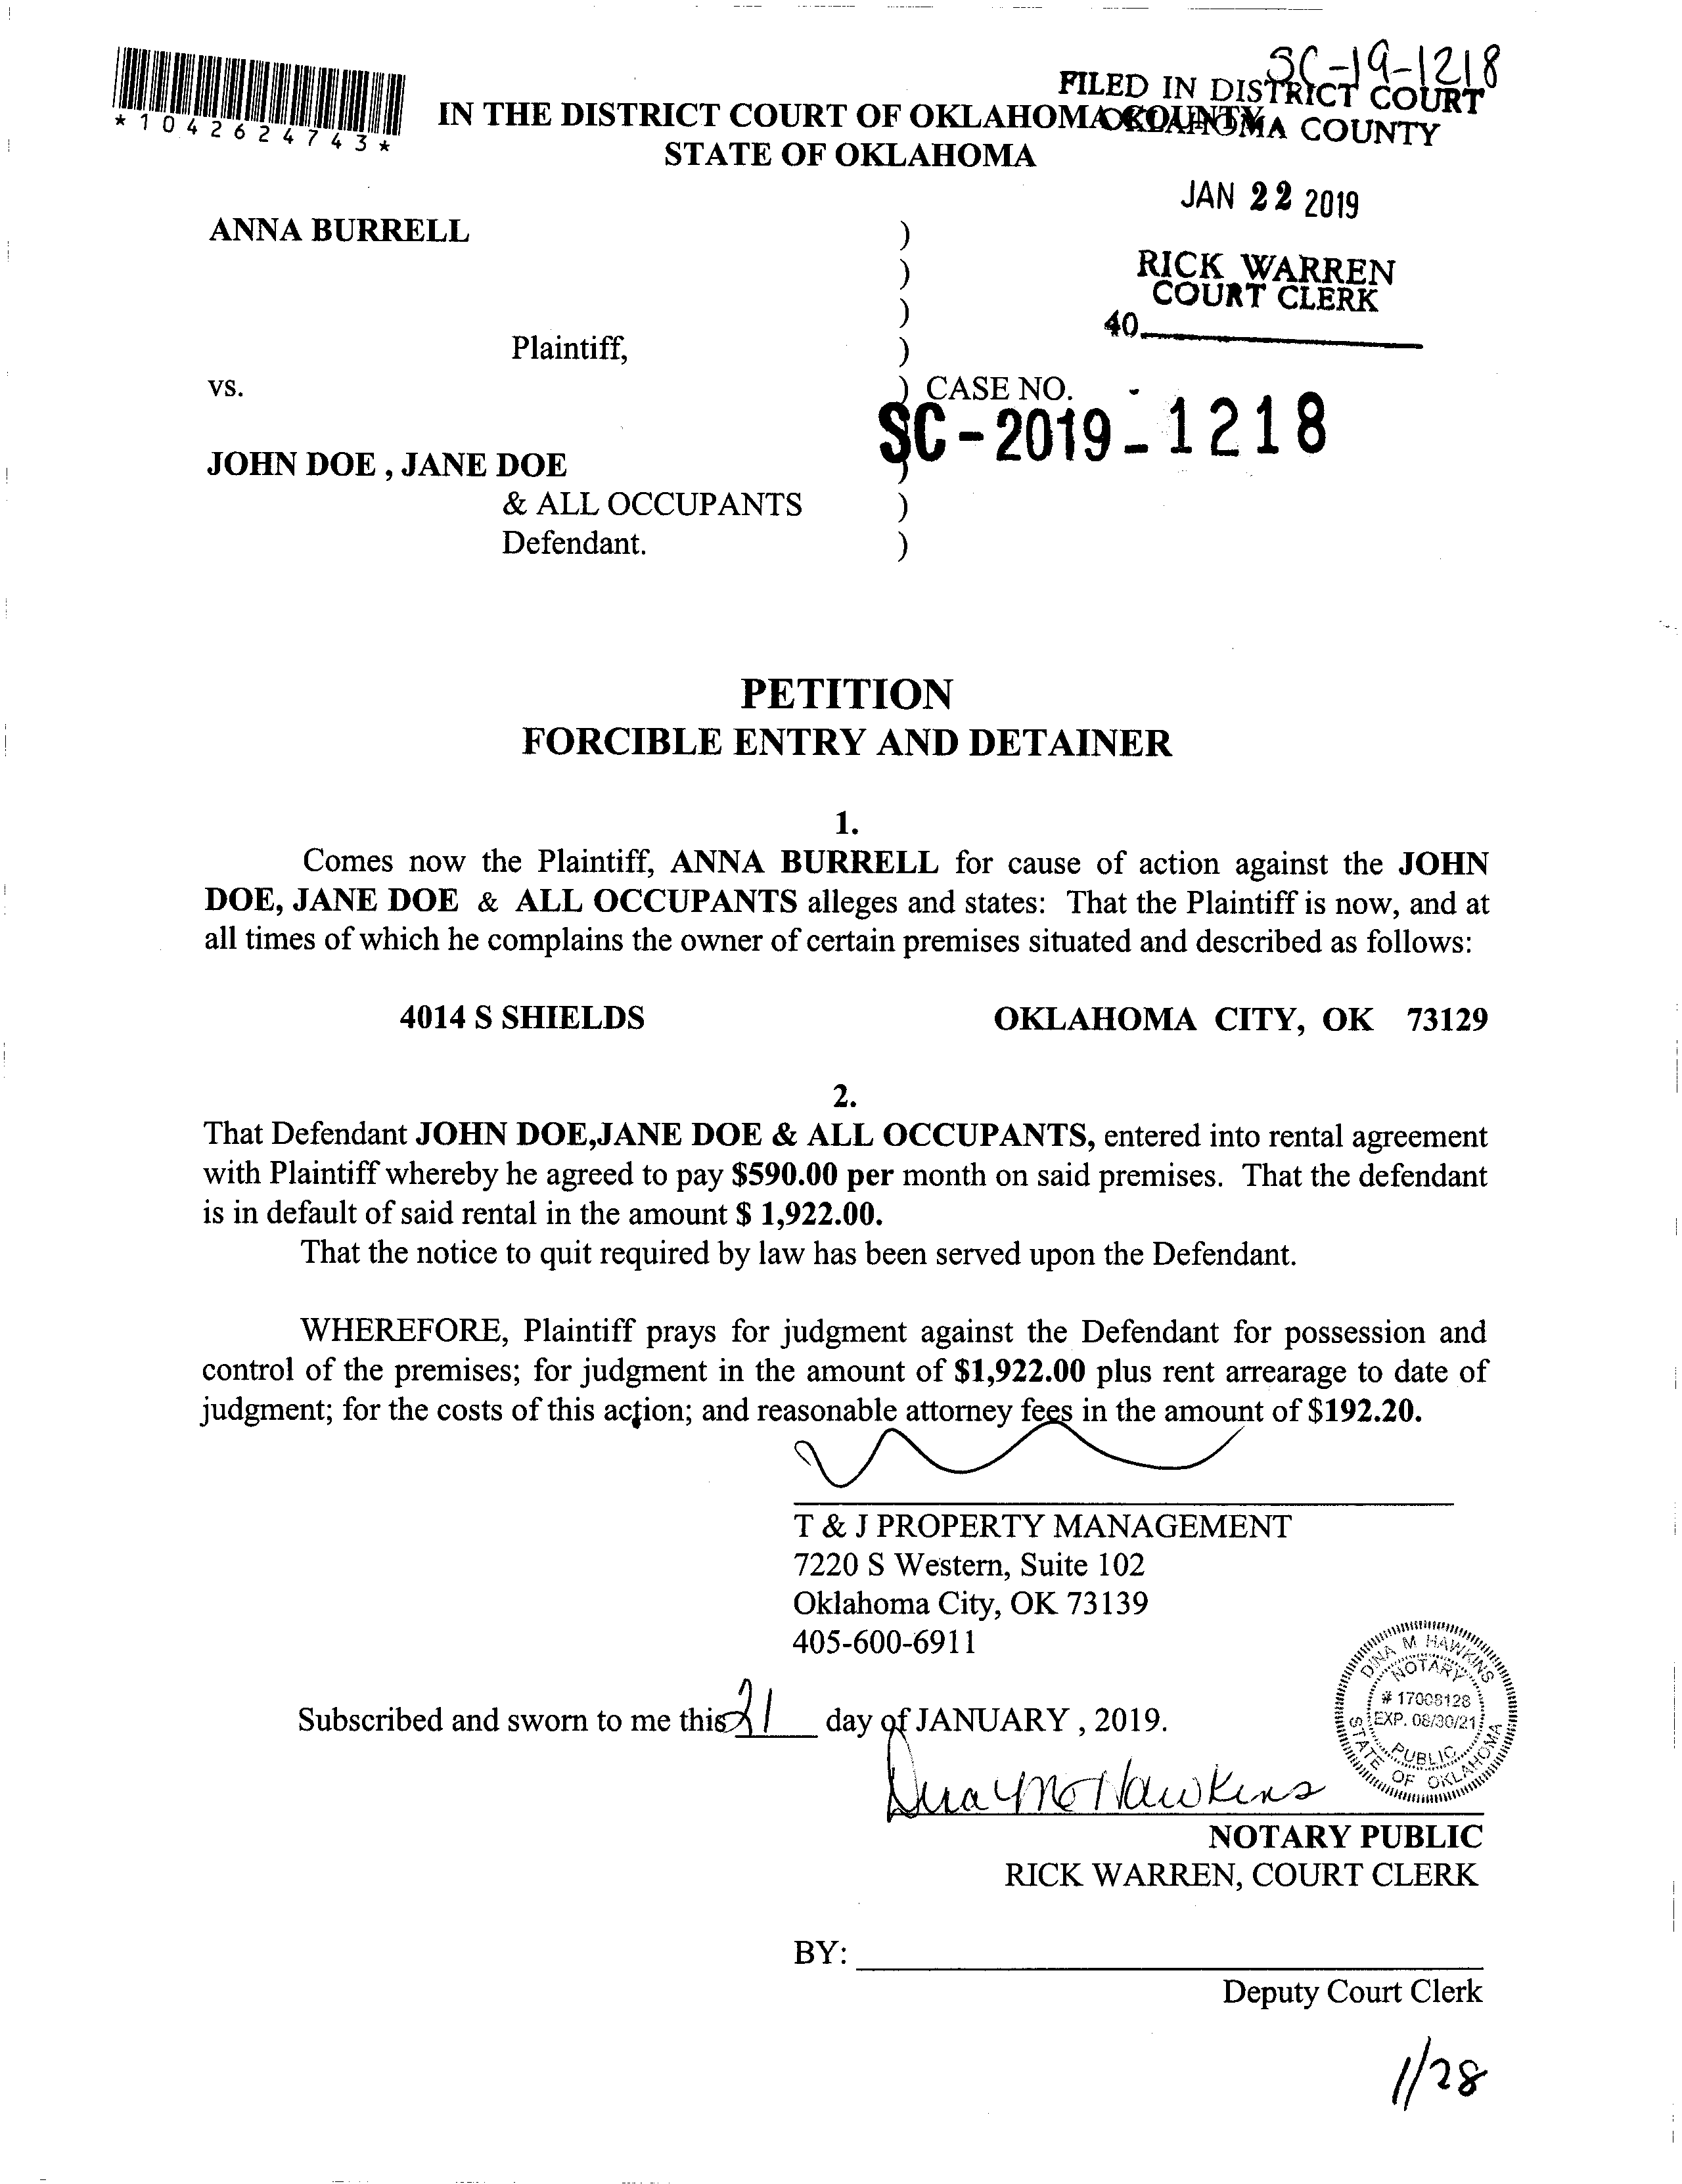 SC-19-1218
FILED IN DISTRICT COURT
OKLAHOMA COUNTY
*1042624743*
IN THE DISTRICT COURT OF OKLAHOMA COUNTY
STATE OF OKLAHOMA
JAN 22 2019
ANNA BURRELL )
)
RICK WARREN
COURT CLERK
)
40
Plaintiff, )
vs. ) CASE NO.
SC-2019-1218
JOHN DOE , JANE DOE )
& ALL OCCUPANTS )
Defendant. )
PETITION
FORCIBLE ENTRY AND DETAINER
1.
Comes now the Plaintiff, ANNA BURRELL for cause of action against the JOHN
DOE, JANE DOE & ALL OCCUPANTS alleges and states: That the Plaintiff is now, and at
all times of which he complains the owner of certain premises situated and described as follows:
4014 S SHIELDS OKLAHOMA CITY, OK 73129
2.
That Defendant JOHN DOE,JANE DOE & ALL OCCUPANTS, entered into rental agreement
with Plaintiff whereby he agreed to pay $590.00 per month on said premises. That the defendant
is in default of said rental in the amount $ 1,922.00.
That the notice to quit required by law has been served upon the Defendant.
WHEREFORE, Plaintiff prays for judgment against the Defendant for possession and
control of the premises; for judgment in the amount of $1,922.00 plus rent arrearage to date of
judgment; for the costs of this action; and reasonable attorney fees in the amount of $192.20.
T & J PROPERTY MANAGEMENT
7220 S Western, Suite 102
Oklahoma City, OK 73139
405-600-6911
DINA M HAWKINS
NOTARY
# 17008128
EXP. 08/30/21
PUBLIC
STATE OF OKLAHOMA
Subscribed and sworn to me this 21 day of JANUARY , 2019.
Dina M Hawkins
NOTARY PUBLIC
RICK WARREN, COURT CLERK
BY:
Deputy Court Clerk
1/28